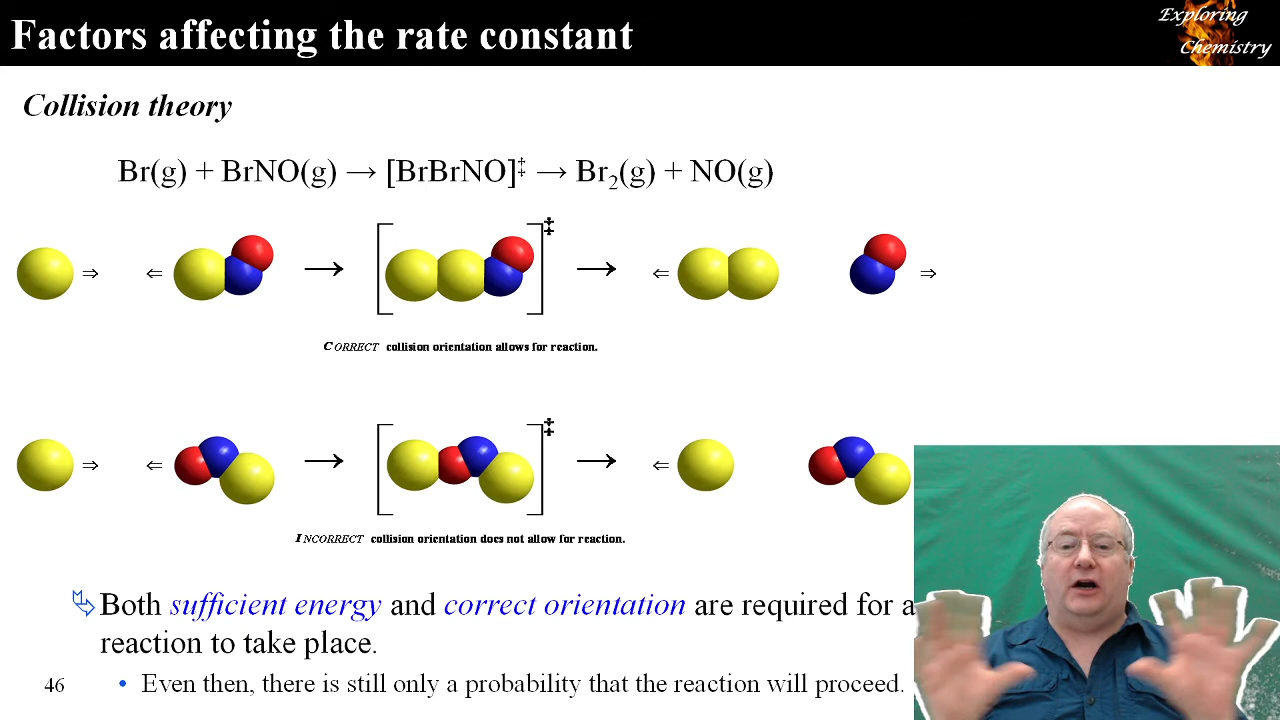 Factors affecting the rate constant
Exploring
Chemistry
Collision theory
Br(g) + BrNO(g) → [BrBrNO]‡ → Br₂(g) + NO(g)
⇒ ⇐ → ‡ → ⇐ ⇒
CORRECT collision orientation allows for reaction.
⇒ ⇐ → ‡ → ⇐
INCORRECT collision orientation does not allow for reaction.
Both sufficient energy and correct orientation are required for a
reaction to take place.
46 • Even then, there is still only a probability that the reaction will proceed.